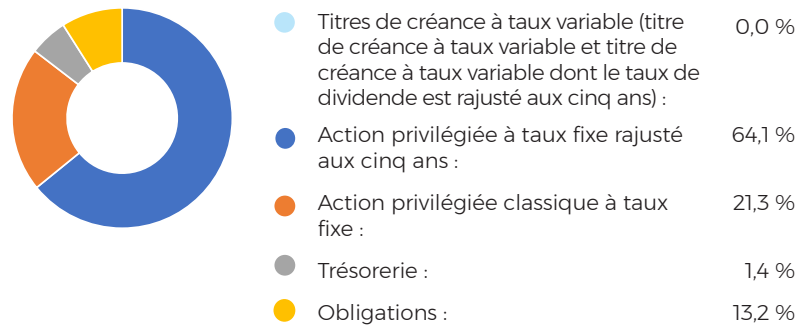 Titres de créance à taux variable (titre
de créance à taux variable et titre de
créance à taux variable dont le taux de
dividende est rajusté aux cinq ans) :
0,0 %
Action privilégiée à taux fixe rajusté
aux cinq ans :
64,1 %
Action privilégiée classique à taux
fixe :
21,3 %
Trésorerie :
1,4 %
Obligations :
13,2 %